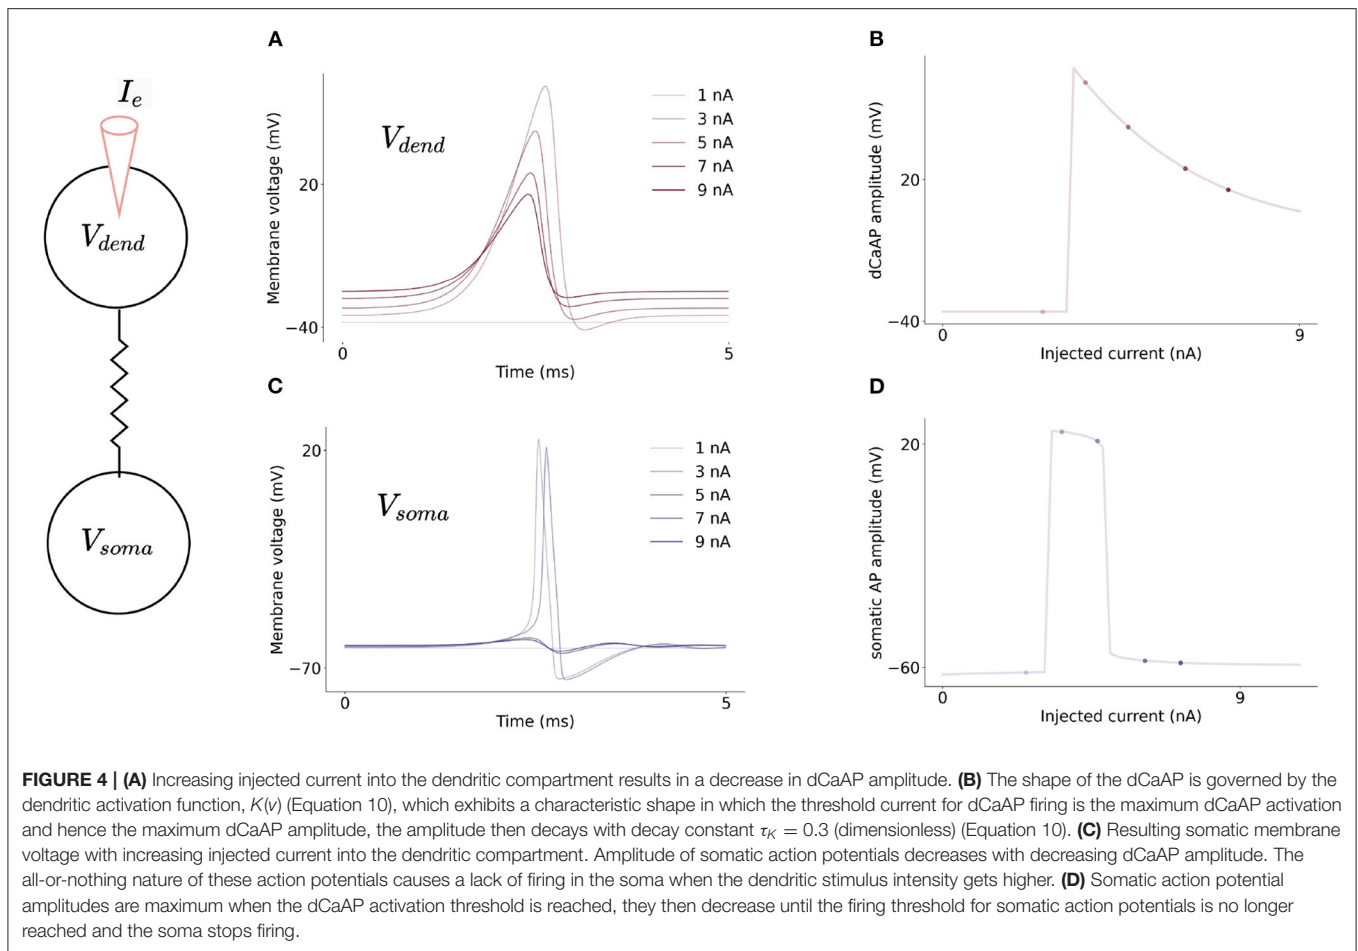 I_e
V_dend
V_soma
A
Membrane voltage (mV)
20
−40
V_dend
1 nA
3 nA
5 nA
7 nA
9 nA
0
5
Time (ms)
B
dCaAP amplitude (mV)
20
−40
0
9
Injected current (nA)
C
Membrane voltage (mV)
20
−70
V_soma
1 nA
3 nA
5 nA
7 nA
9 nA
0
5
Time (ms)
D
somatic AP amplitude (mV)
20
−60
0
9
Injected current (nA)
FIGURE 4 | (A) Increasing injected current into the dendritic compartment results in a decrease in dCaAP amplitude. (B) The shape of the dCaAP is governed by the
dendritic activation function, K(v) (Equation 10), which exhibits a characteristic shape in which the threshold current for dCaAP firing is the maximum dCaAP activation
and hence the maximum dCaAP amplitude, the amplitude then decays with decay constant τ_K = 0.3 (dimensionless) (Equation 10). (C) Resulting somatic membrane
voltage with increasing injected current into the dendritic compartment. Amplitude of somatic action potentials decreases with decreasing dCaAP amplitude. The
all-or-nothing nature of these action potentials causes a lack of firing in the soma when the dendritic stimulus intensity gets higher. (D) Somatic action potential
amplitudes are maximum when the dCaAP activation threshold is reached, they then decrease until the firing threshold for somatic action potentials is no longer
reached and the soma stops firing.